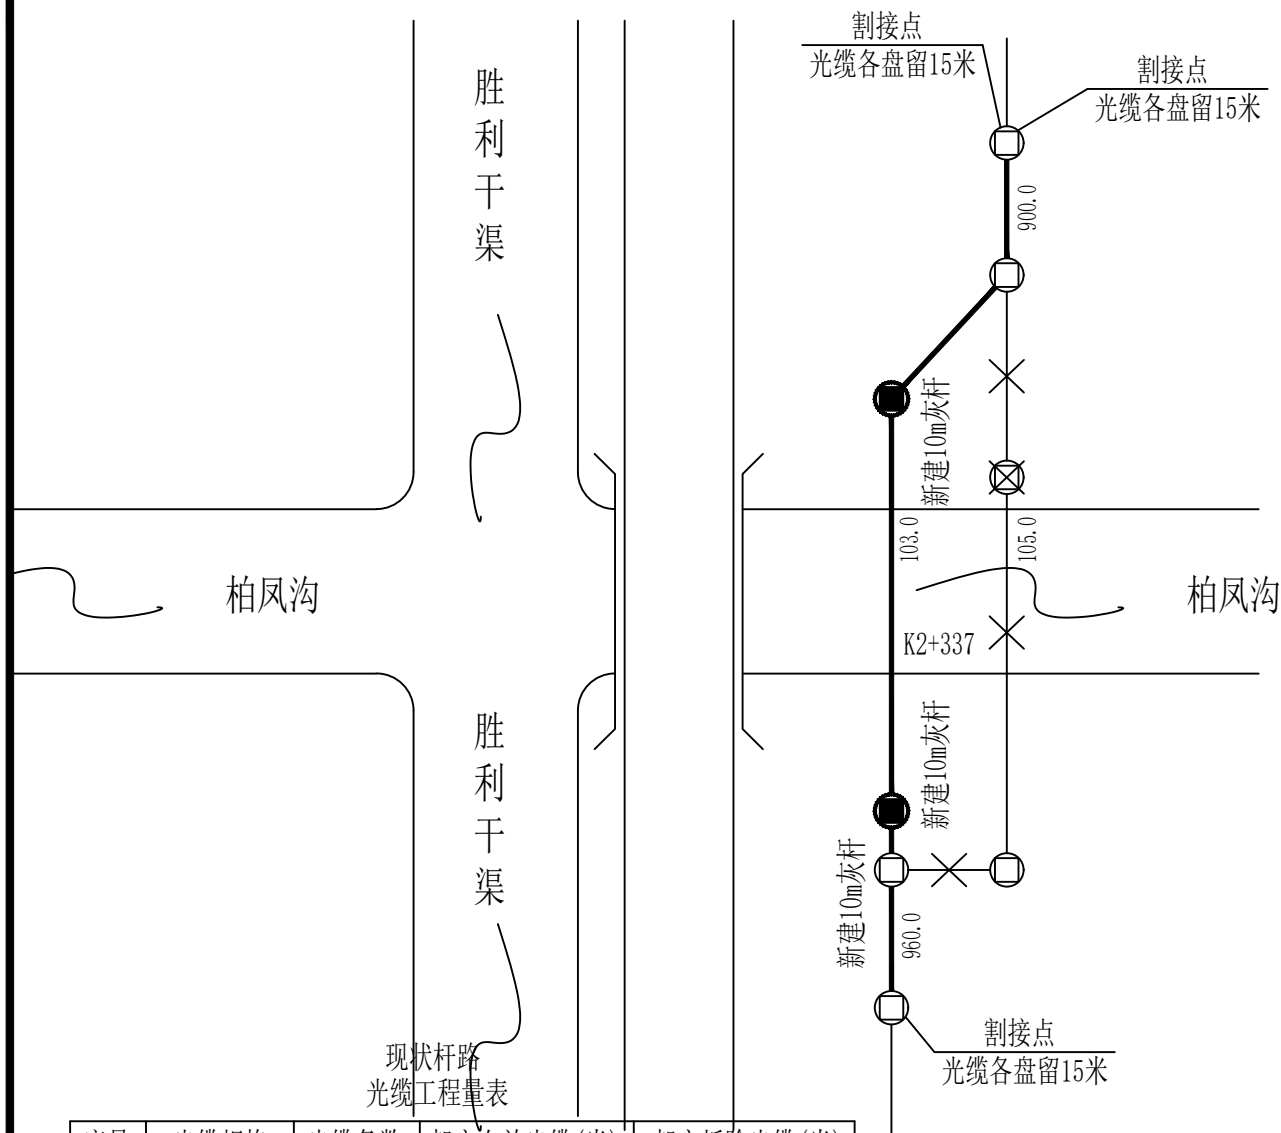 割接点
光缆各盘留15米
割接点
光缆各盘留15米
胜利干渠
900.0
新建10m灰杆
103.0
105.0
柏凤沟
柏凤沟
K2+337
胜利干渠
新建10m灰杆
新建10m灰杆
960.0
割接点
光缆各盘留15米
现状杆路
光缆工程量表